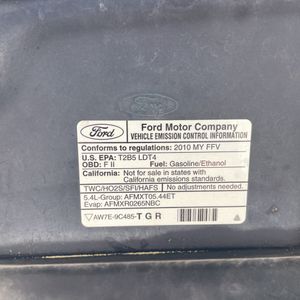 Ford
Ford
Ford Motor Company
VEHICLE EMISSION CONTROL INFORMATION
Conforms to regulations: 2010 MY FFV
U.S. EPA: T2B5 LDT4
OBD: F II Fuel: Gasoline/Ethanol
California: Not for sale in states with
California emissions standards.
TWC/HO2S/SFI/HAFS No adjustments needed.
5.4L-Group: AFMXT05.44ET
Evap: AFMXR0265NBC
AW7E-9C485-TGR